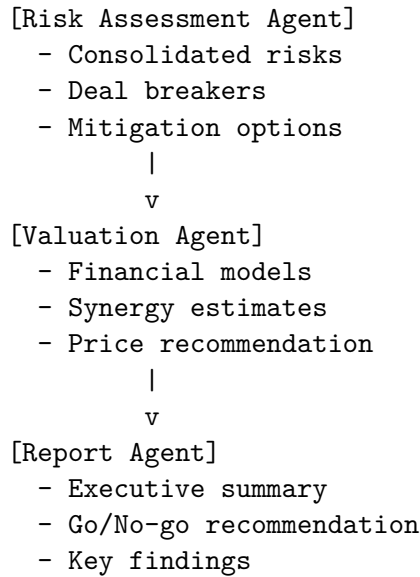 [Risk Assessment Agent]
- Consolidated risks
- Deal breakers
- Mitigation options
|
v
[Valuation Agent]
- Financial models
- Synergy estimates
- Price recommendation
|
v
[Report Agent]
- Executive summary
- Go/No-go recommendation
- Key findings